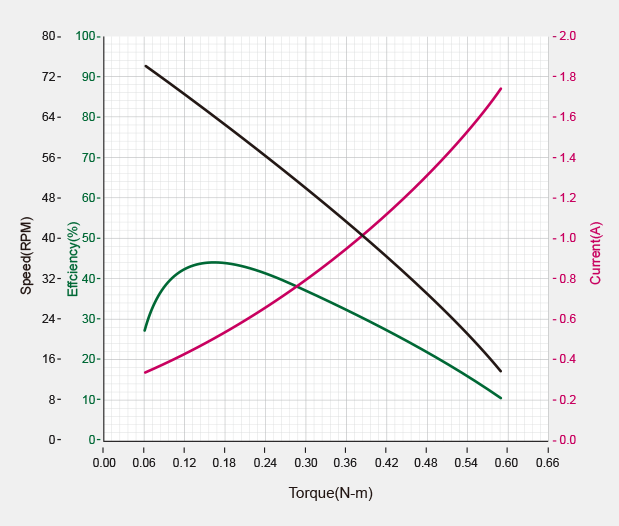 80- 100- - 2.0
72- 90- - 1.8
64- 80- - 1.6
56- 70- - 1.4
48- 60- - 1.2
40- 50- - 1.0
32- 40- - 0.8
24- 30- - 0.6
16- 20- - 0.4
8- 10- - 0.2
0- 0- - 0.0
Speed(RPM)
Effciency(%)
Current(A)
0.00 0.06 0.12 0.18 0.24 0.30 0.36 0.42 0.48 0.54 0.60 0.66
Torque(N-m)